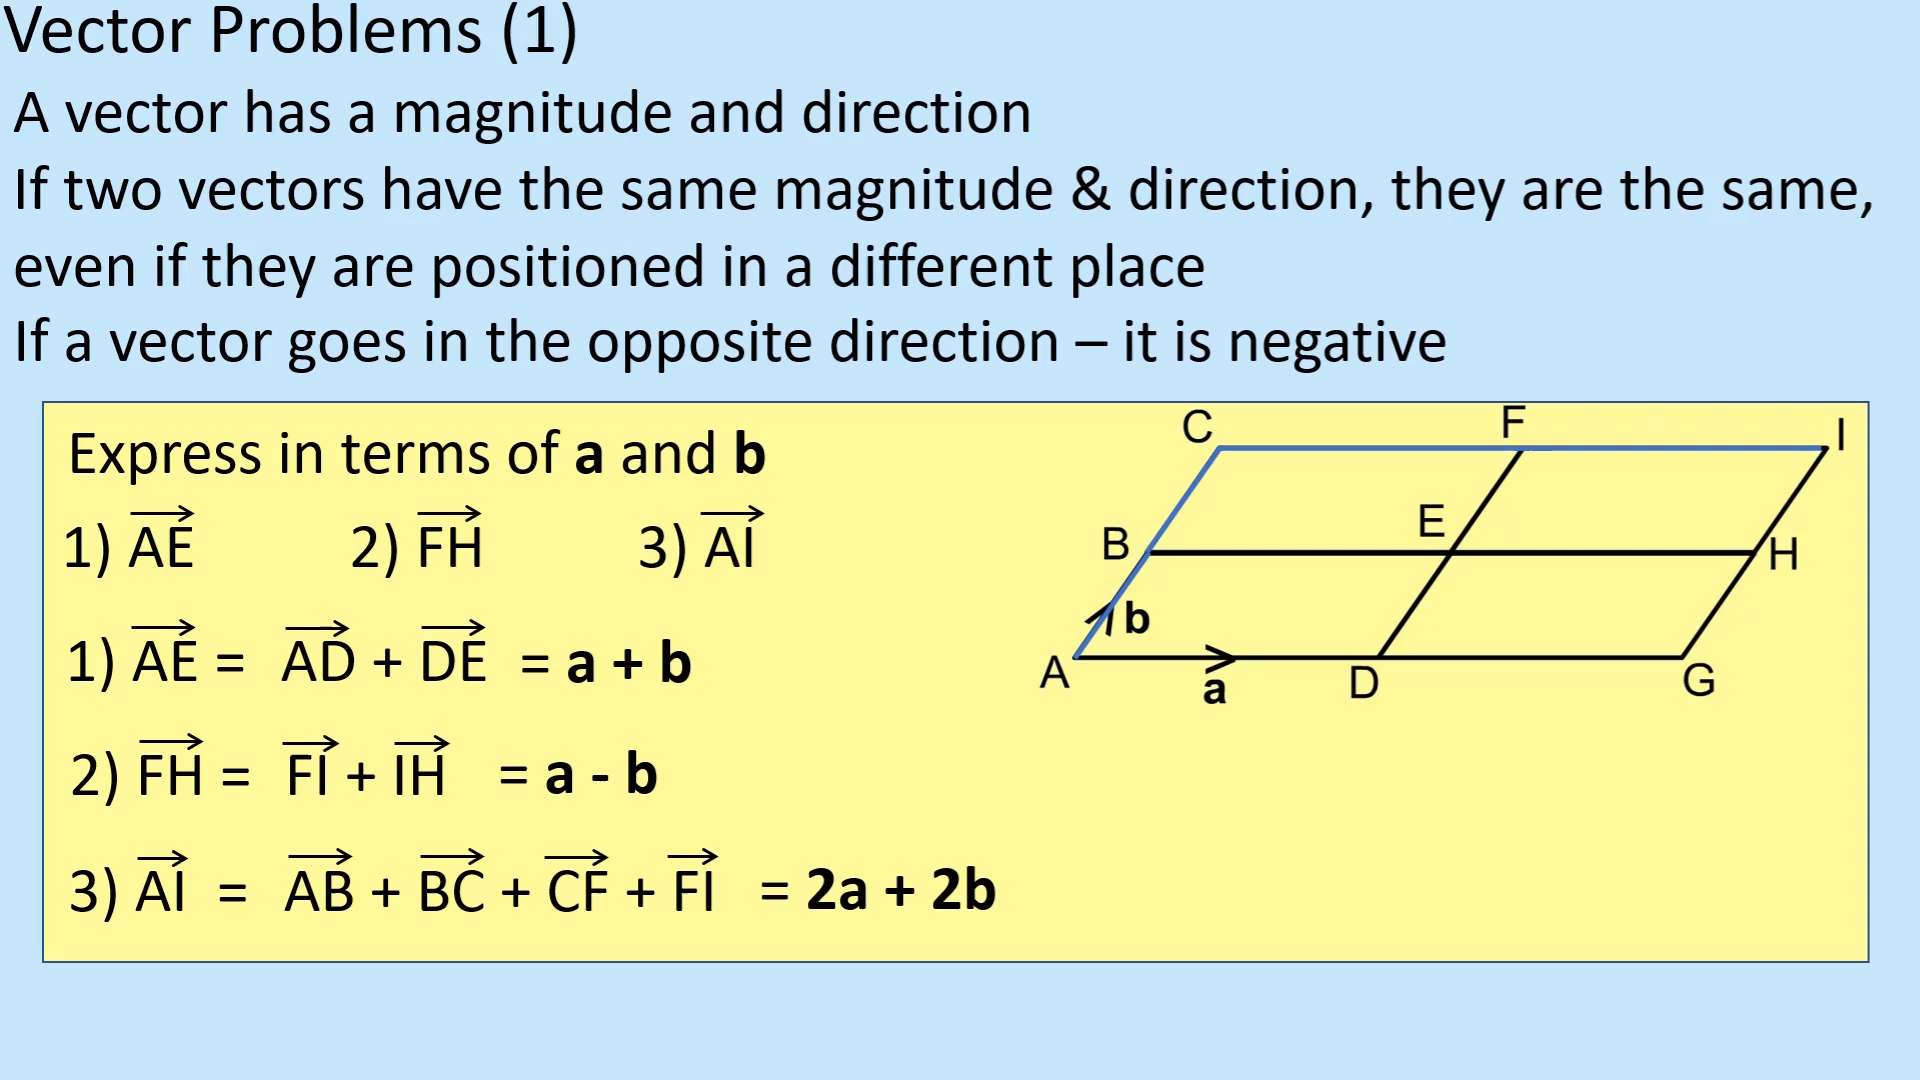 Vector Problems (1)
A vector has a magnitude and direction
If two vectors have the same magnitude & direction, they are the same,
even if they are positioned in a different place
If a vector goes in the opposite direction – it is negative
Express in terms of a and b
1) AE 2) FH 3) AI
1) AE = AD + DE = a + b
2) FH = FI + IH = a - b
3) AI = AB + BC + CF + FI = 2a + 2b
C F I
B E H
b
A D G
a